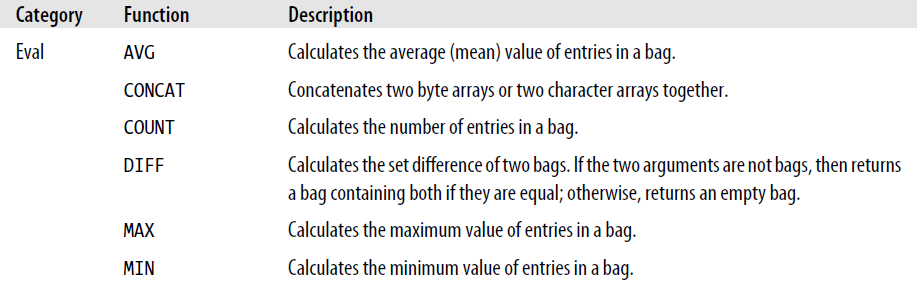 Category Function Description
Eval AVG Calculates the average (mean) value of entries in a bag.
CONCAT Concatenates two byte arrays or two character arrays together.
COUNT Calculates the number of entries in a bag.
DIFF Calculates the set difference of two bags. If the two arguments are not bags, then returns
a bag containing both if they are equal; otherwise, returns an empty bag.
MAX Calculates the maximum value of entries in a bag.
MIN Calculates the minimum value of entries in a bag.